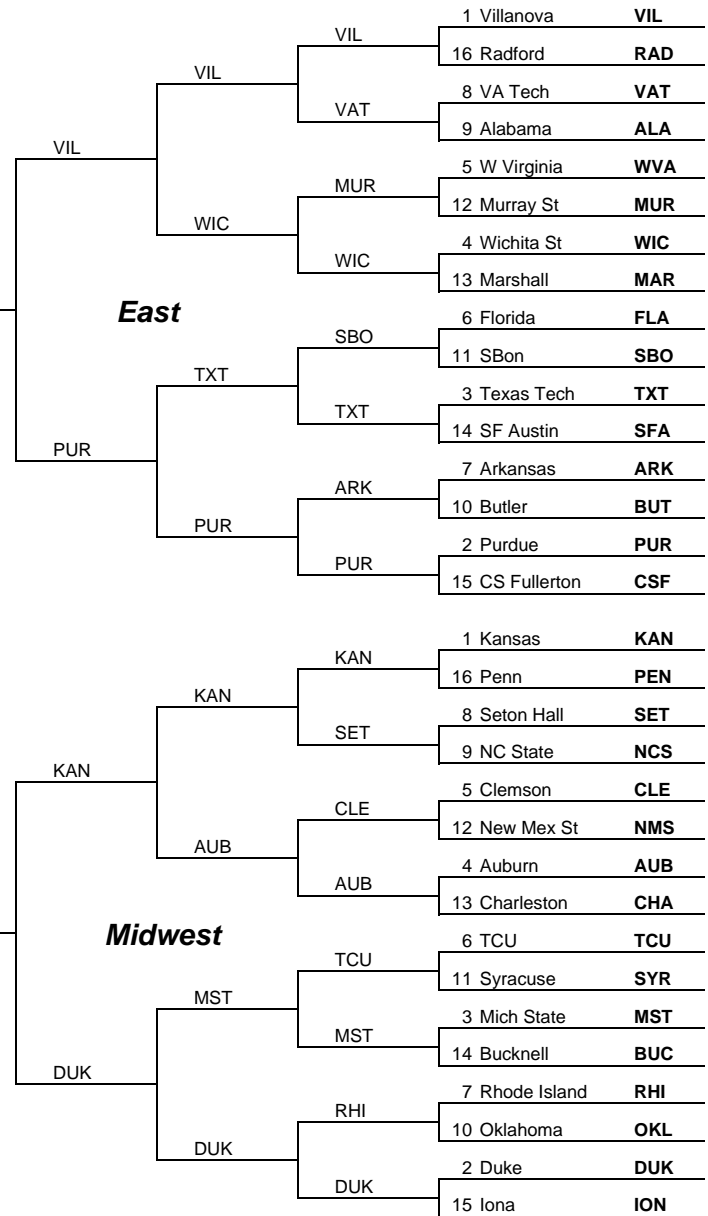 1 Villanova VIL
VIL
16 Radford RAD
VIL
8 VA Tech VAT
VAT
9 Alabama ALA
VIL
5 W Virginia WVA
MUR
12 Murray St MUR
WIC
4 Wichita St WIC
WIC
13 Marshall MAR
East
6 Florida FLA
SBO
11 SBon SBO
TXT
3 Texas Tech TXT
TXT
14 SF Austin SFA
PUR
7 Arkansas ARK
ARK
10 Butler BUT
PUR
2 Purdue PUR
PUR
15 CS Fullerton CSF
1 Kansas KAN
KAN
16 Penn PEN
KAN
8 Seton Hall SET
SET
9 NC State NCS
KAN
5 Clemson CLE
CLE
12 New Mex St NMS
AUB
4 Auburn AUB
AUB
13 Charleston CHA
Midwest
6 TCU TCU
TCU
11 Syracuse SYR
MST
3 Mich State MST
MST
14 Bucknell BUC
DUK
7 Rhode Island RHI
RHI
10 Oklahoma OKL
DUK
2 Duke DUK
DUK
15 Iona ION